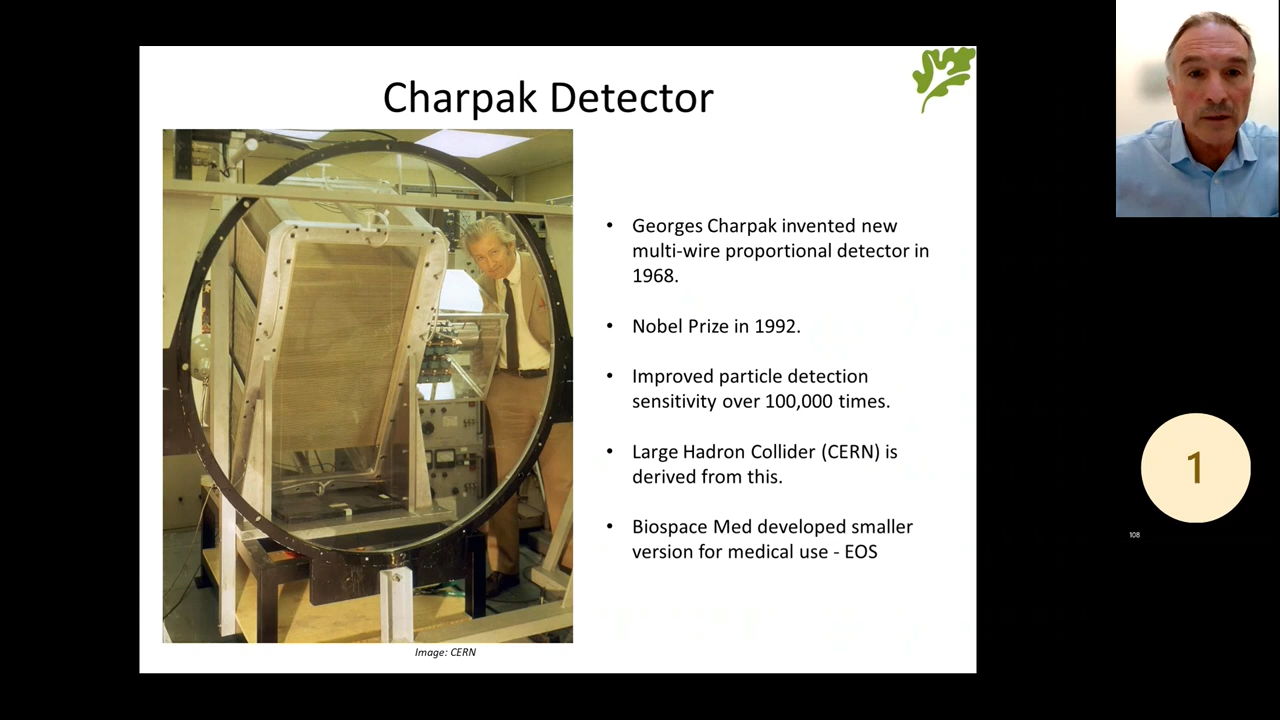 Charpak Detector
• Georges Charpak invented new
multi-wire proportional detector in
1968.
• Nobel Prize in 1992.
• Improved particle detection
sensitivity over 100,000 times.
• Large Hadron Collider (CERN) is
derived from this.
• Biospace Med developed smaller
version for medical use - EOS
Image: CERN
1
108